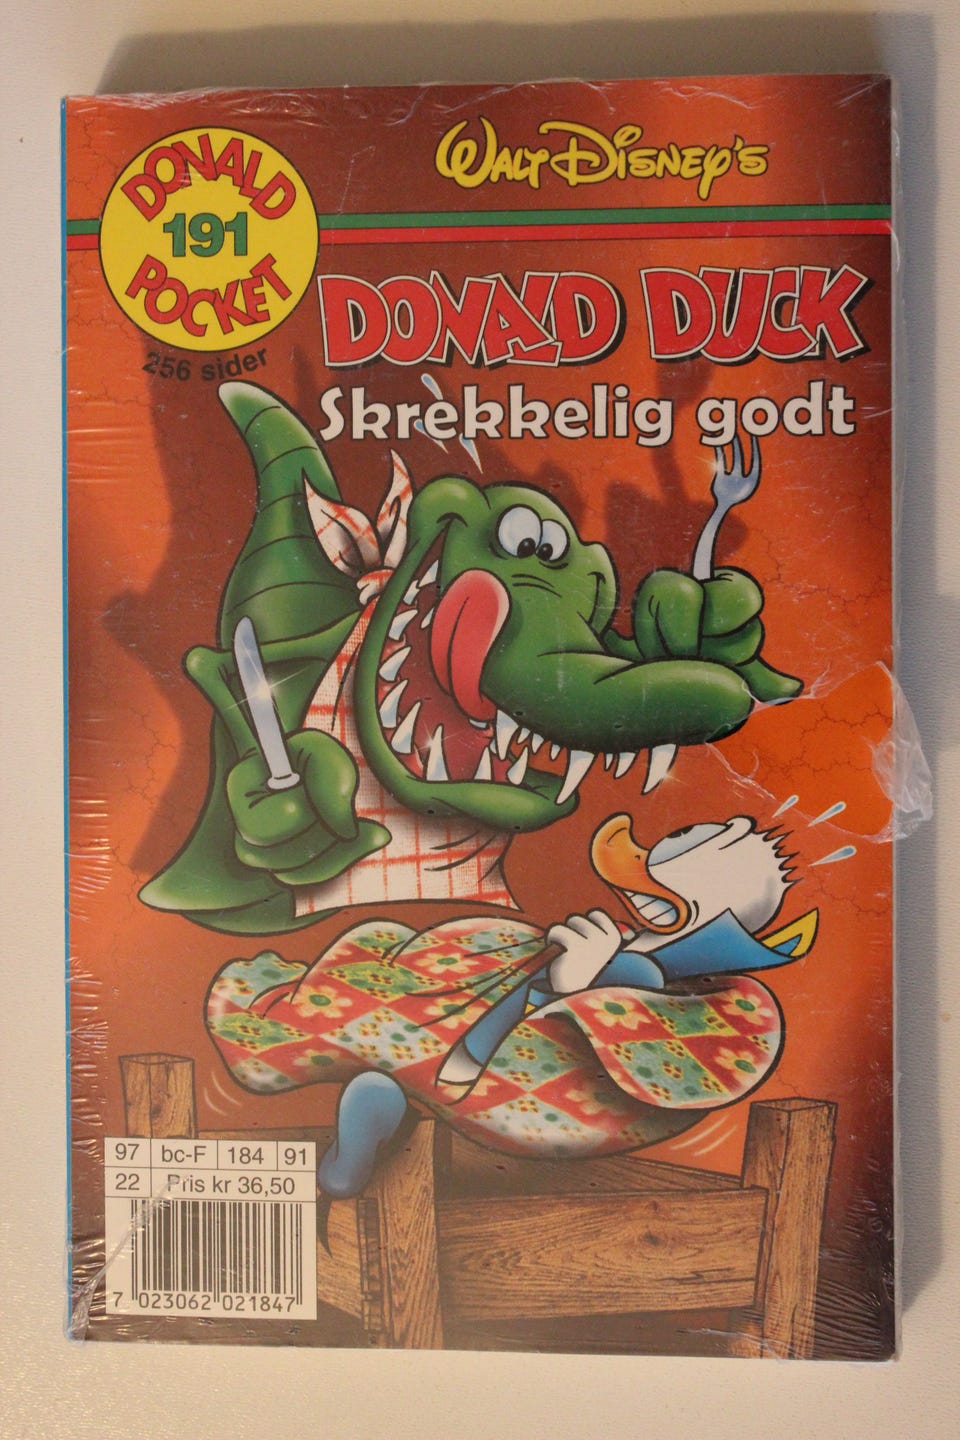 WALT DISNEY'S
DONALD
191
POCKET
256 sider
DONALD DUCK
Skrekkelig godt
97 bc-F 184 91
22 Pris kr 36,50
7 023062 021847